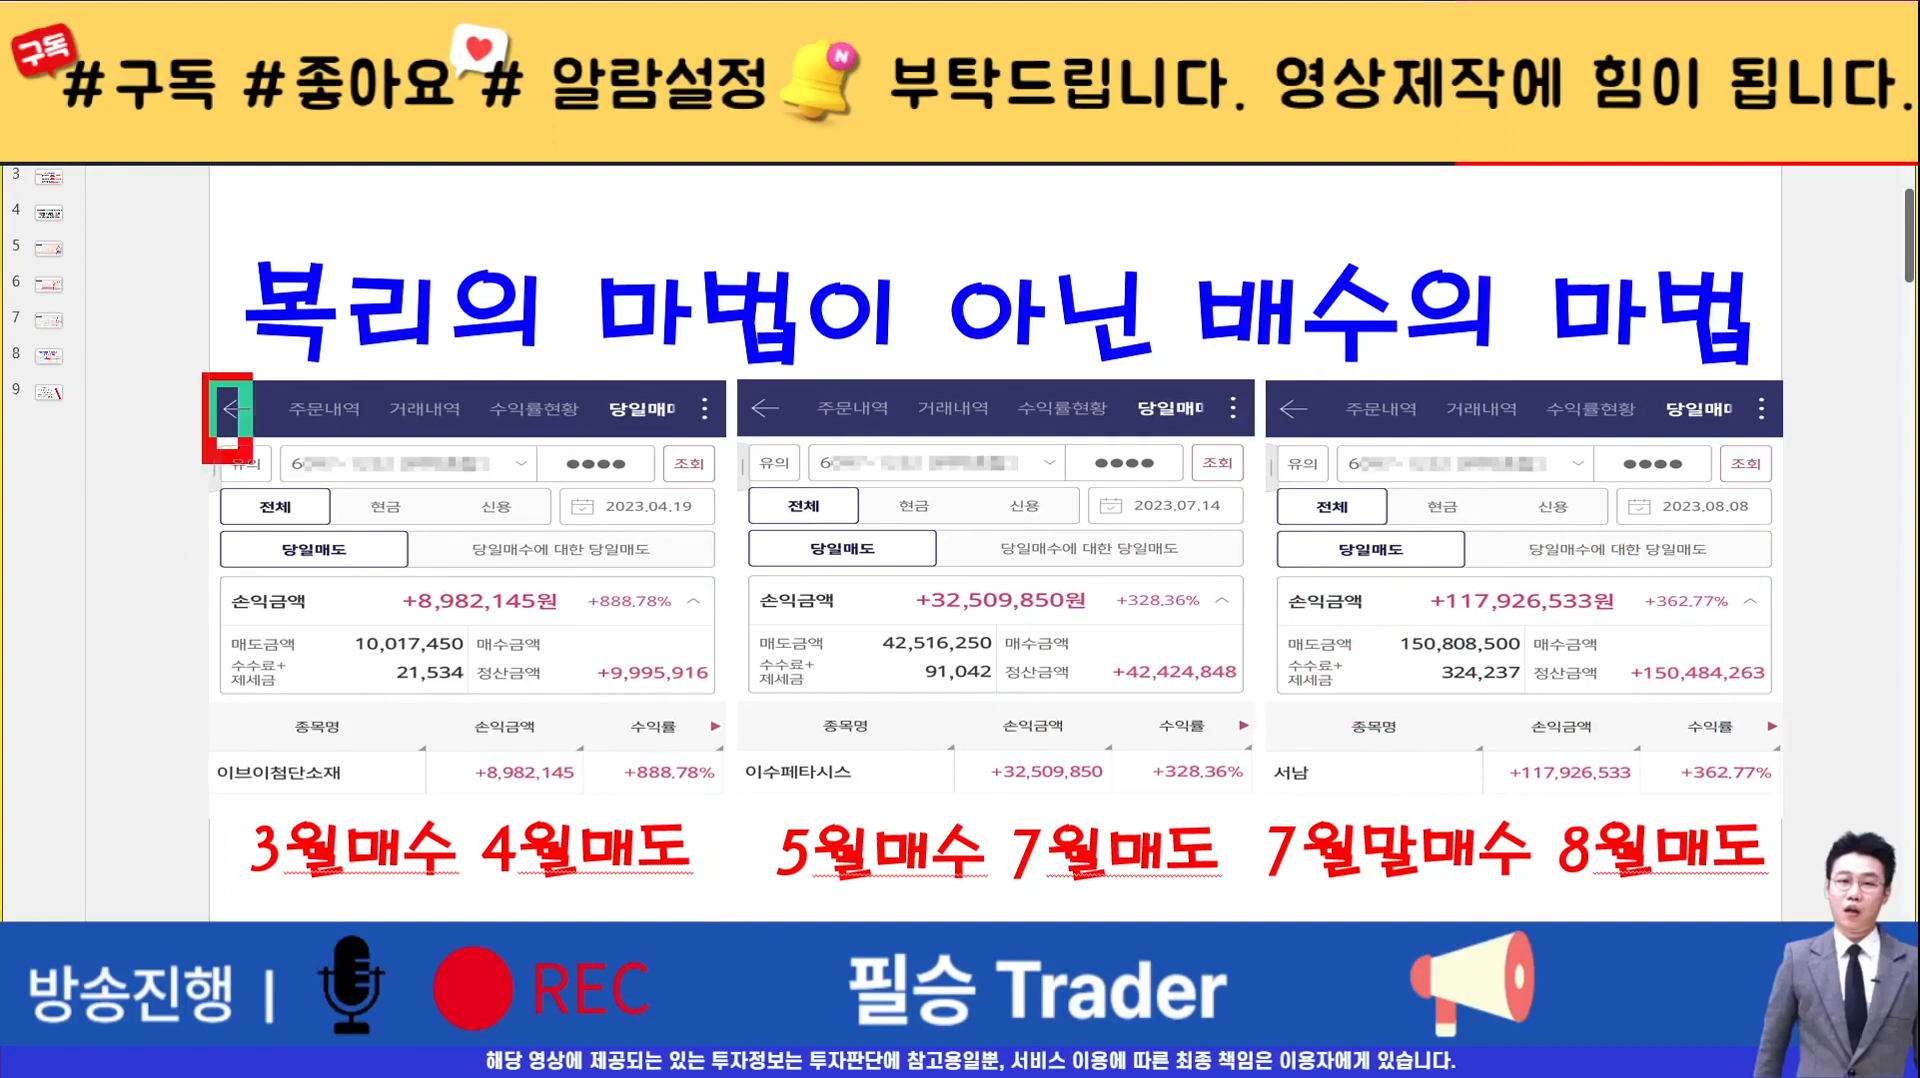 구독
#구독 #좋아요 # 알람설정 N 부탁드립니다. 영상제작에 힘이 됩니다.
3
4
5
6
7
8
9
복리의 마법이 아닌 배수의 마법
주문내역 거래내역 수익률현황 당일매매
유의 6 ●●●● 조회
전체 현금 신용 2023.04.19
당일매도 당일매수에 대한 당일매도
손익금액 +8,982,145원 +888.78%
매도금액 10,017,450 매수금액
수수료+
제세금 21,534 정산금액 +9,995,916
종목명 손익금액 수익률
이브이첨단소재 +8,982,145 +888.78%
3월매수 4월매도
주문내역 거래내역 수익률현황 당일매매
유의 6 ●●●● 조회
전체 현금 신용 2023.07.14
당일매도 당일매수에 대한 당일매도
손익금액 +32,509,850원 +328.36%
매도금액 42,516,250 매수금액
수수료+
제세금 91,042 정산금액 +42,424,848
종목명 손익금액 수익률
이수페타시스 +32,509,850 +328.36%
5월매수 7월매도
주문내역 거래내역 수익률현황 당일매매
유의 6 ●●●● 조회
전체 현금 신용 2023.08.08
당일매도 당일매수에 대한 당일매도
손익금액 +117,926,533원 +362.77%
매도금액 150,808,500 매수금액
수수료+
제세금 324,237 정산금액 +150,484,263
종목명 손익금액 수익률
서남 +117,926,533 +362.77%
7월말매수 8월매도
방송진행 | REC 필승 Trader
해당 영상에 제공되는 있는 투자정보는 투자판단에 참고용일뿐, 서비스 이용에 따른 최종 책임은 이용자에게 있습니다.